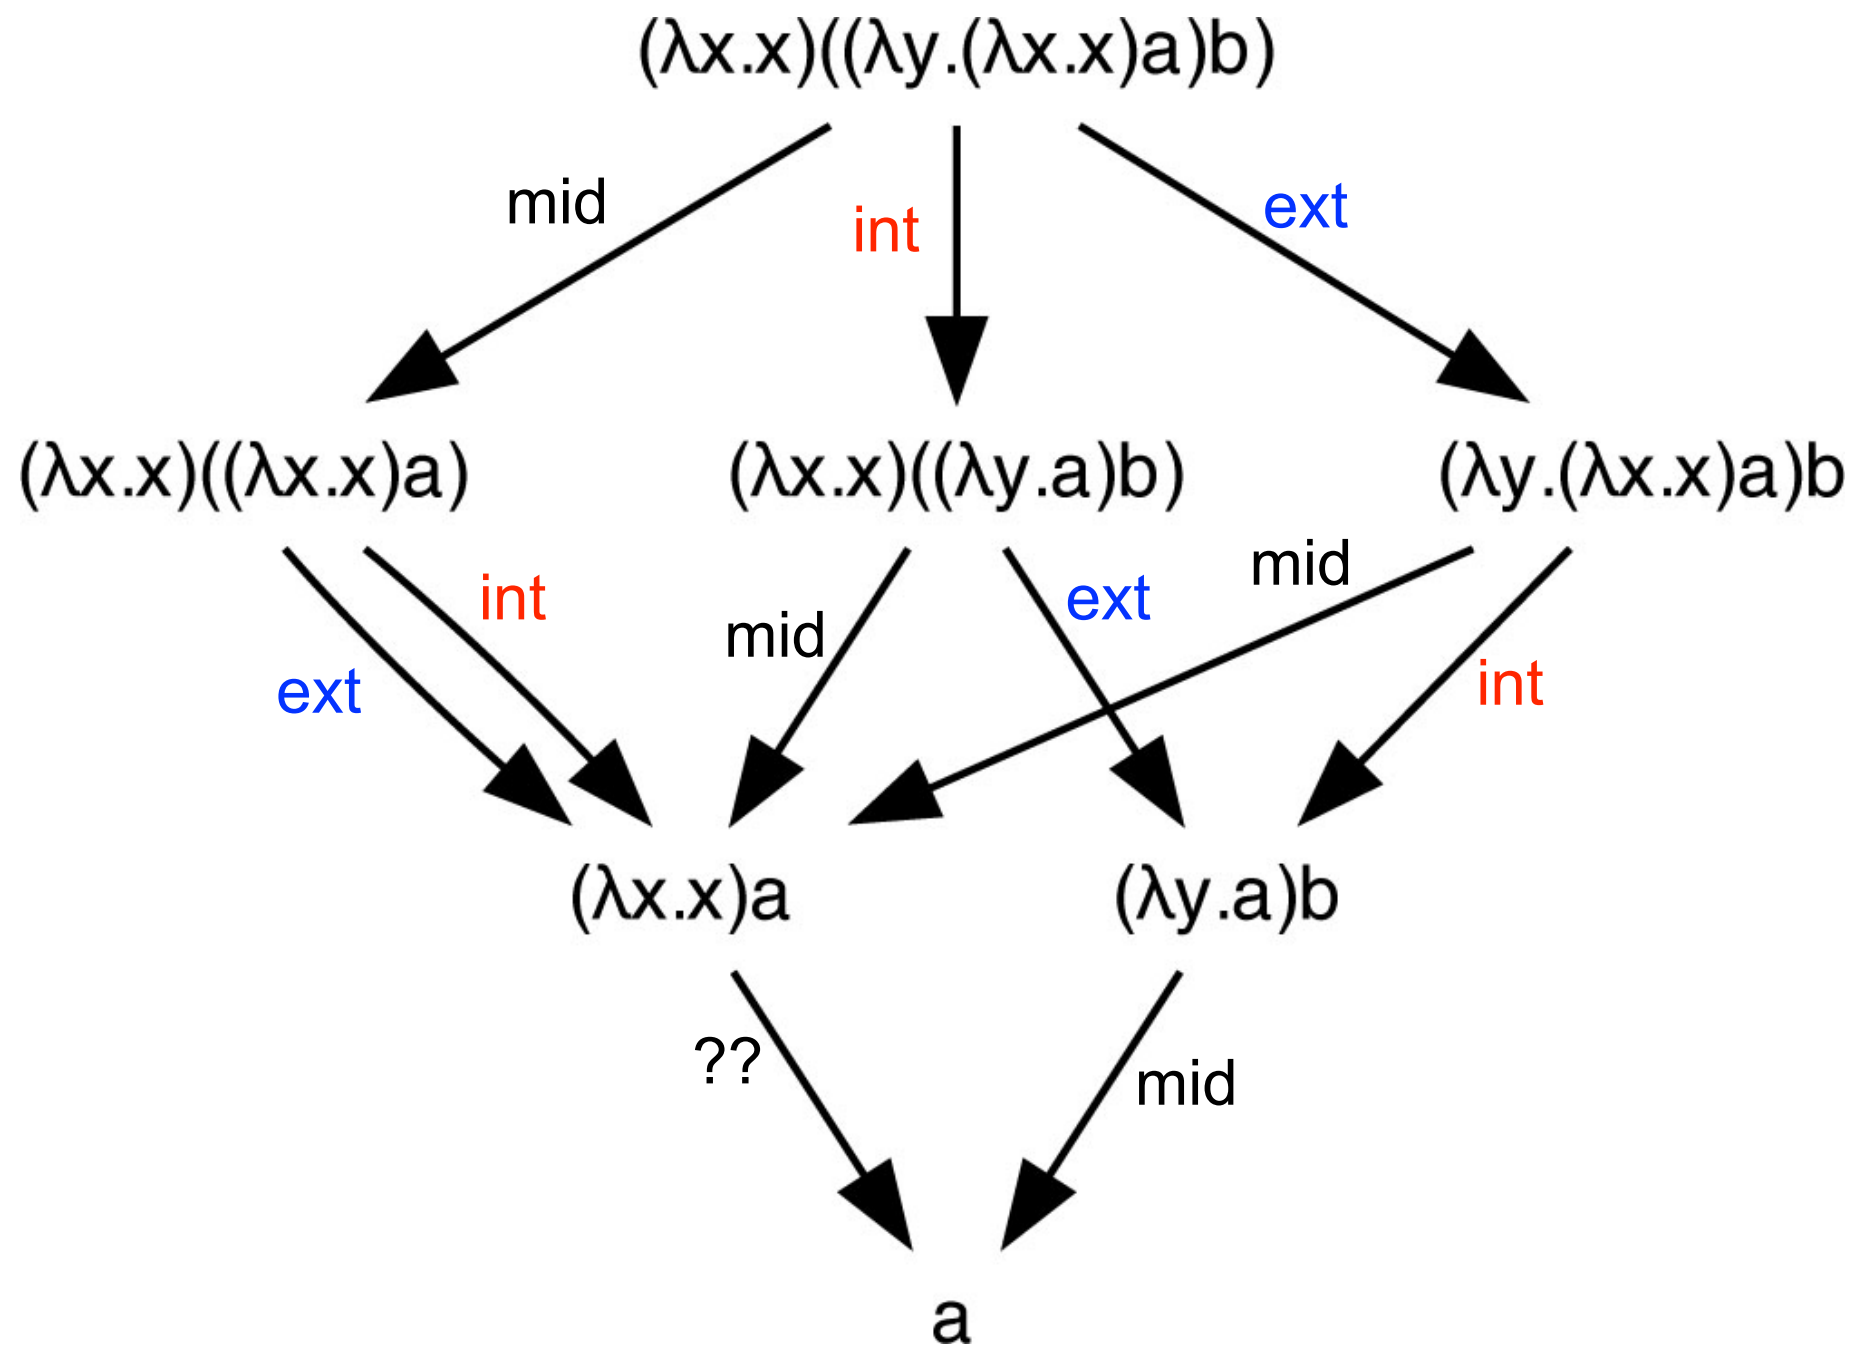 (λx.x)((λy.(λx.x)a)b)
mid
int
ext
(λx.x)((λx.x)a)
(λx.x)((λy.a)b)
(λy.(λx.x)a)b
ext
int
mid
ext
mid
int
(λx.x)a
(λy.a)b
??
mid
a